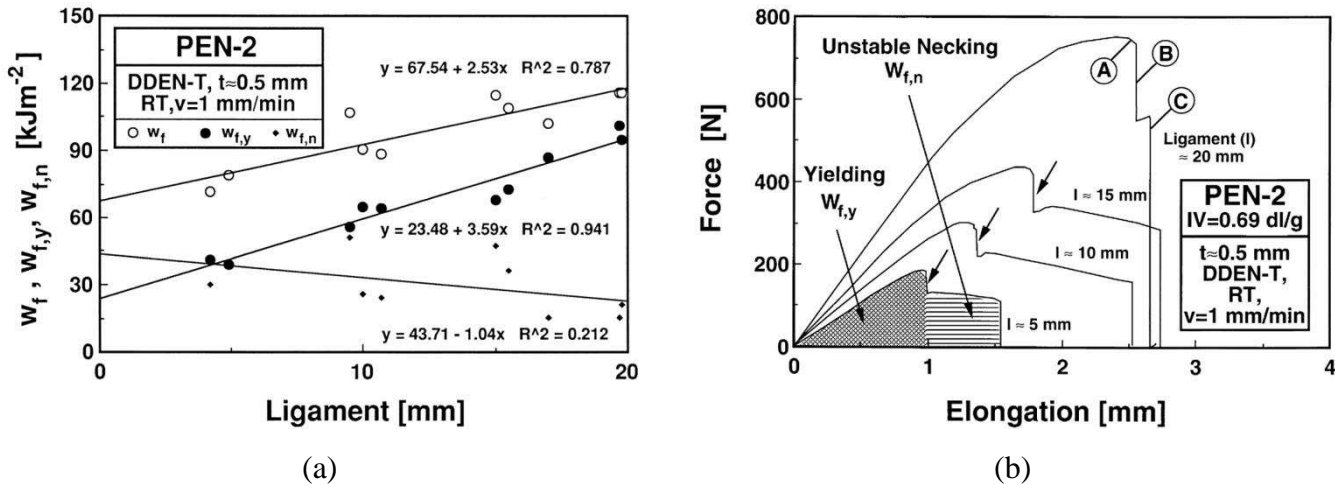 150
120
90
60
30
0
w_f , w_f,y, w_f,n [kJm^-2]
PEN-2
DDEN-T, t≈0.5 mm
RT,v=1 mm/min
○ w_f ● w_f,y ◆ w_f,n
y = 67.54 + 2.53x R^2 = 0.787
y = 23.48 + 3.59x R^2 = 0.941
y = 43.71 - 1.04x R^2 = 0.212
0 10 20
Ligament [mm]
(a)
800
600
400
200
0
Force [N]
Unstable Necking
W_f,n
Yielding
W_f,y
A
B
C
Ligament (l)
≈ 20 mm
l ≈ 15 mm
l ≈ 10 mm
l ≈ 5 mm
PEN-2
IV=0.69 dl/g
t≈0.5 mm
DDEN-T,
RT,
v=1 mm/min
0 1 2 3 4
Elongation [mm]
(b)